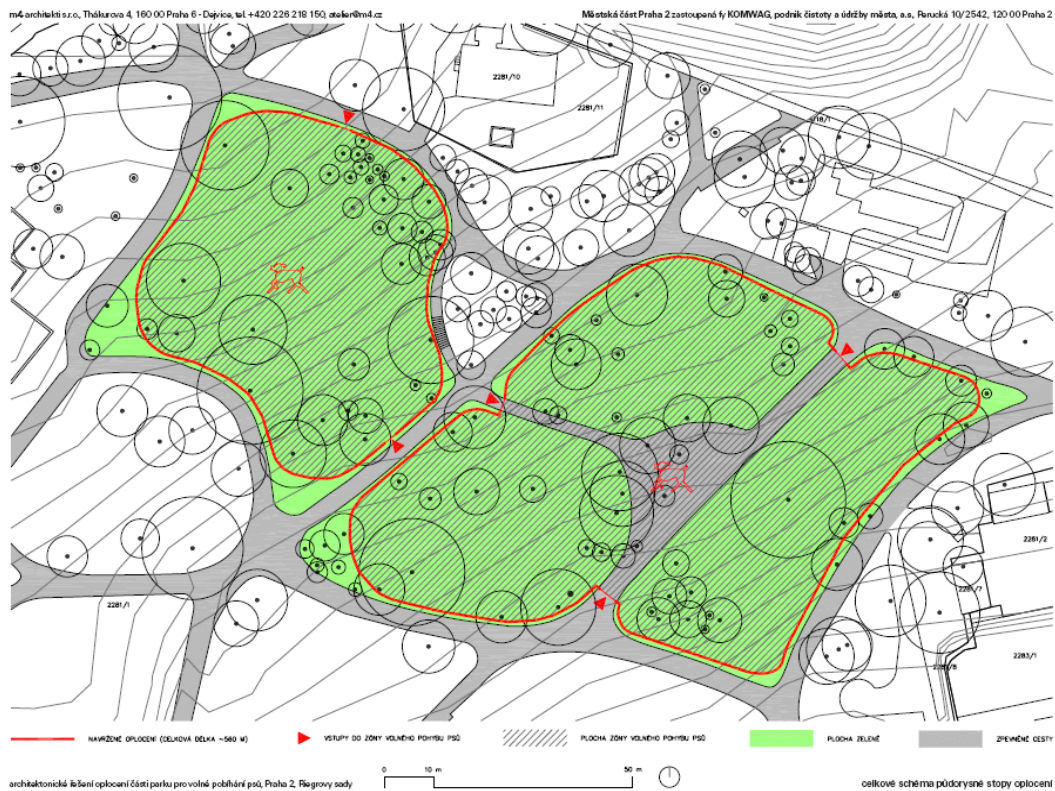 m4 architekti s.r.o., Thákurova 4, 160 00 Praha 6 - Dejvice, tel. +420 226 218 150, atelier@m4.cz
Městská část Praha 2 zastoupená fy KOMWAG, podnik čistoty a údržby města, a.s., Perucká 10/2542, 120 00 Praha 2
2281/10
2281/11
2281/2
2281/1
2281/7
2283/1
NAVRŽENÉ OPLOCENÍ (CELKOVÁ DÉLKA ~560 M)
VSTUPY DO ZÓNY VOLNÉHO POHYBU PSŮ
PLOCHA ZÓNY VOLNÉHO POHYBU PSŮ
PLOCHA ZELENĚ
ZPEVNĚNÉ CESTY
0 10 m 50 m
architektonické řešení oplocení části parku pro volné pobíhání psů, Praha 2, Riegrovy sady
celkové schéma půdorysné stopy oplocení